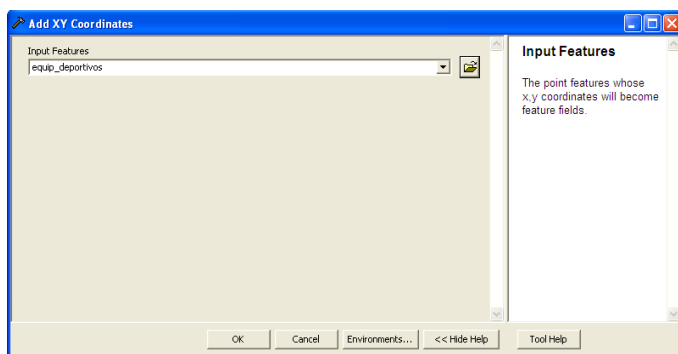 Add XY Coordinates
Input Features
equip_deportivos
Input Features
The point features whose
x,y coordinates will become
feature fields.
OK
Cancel
Environments...
<< Hide Help
Tool Help